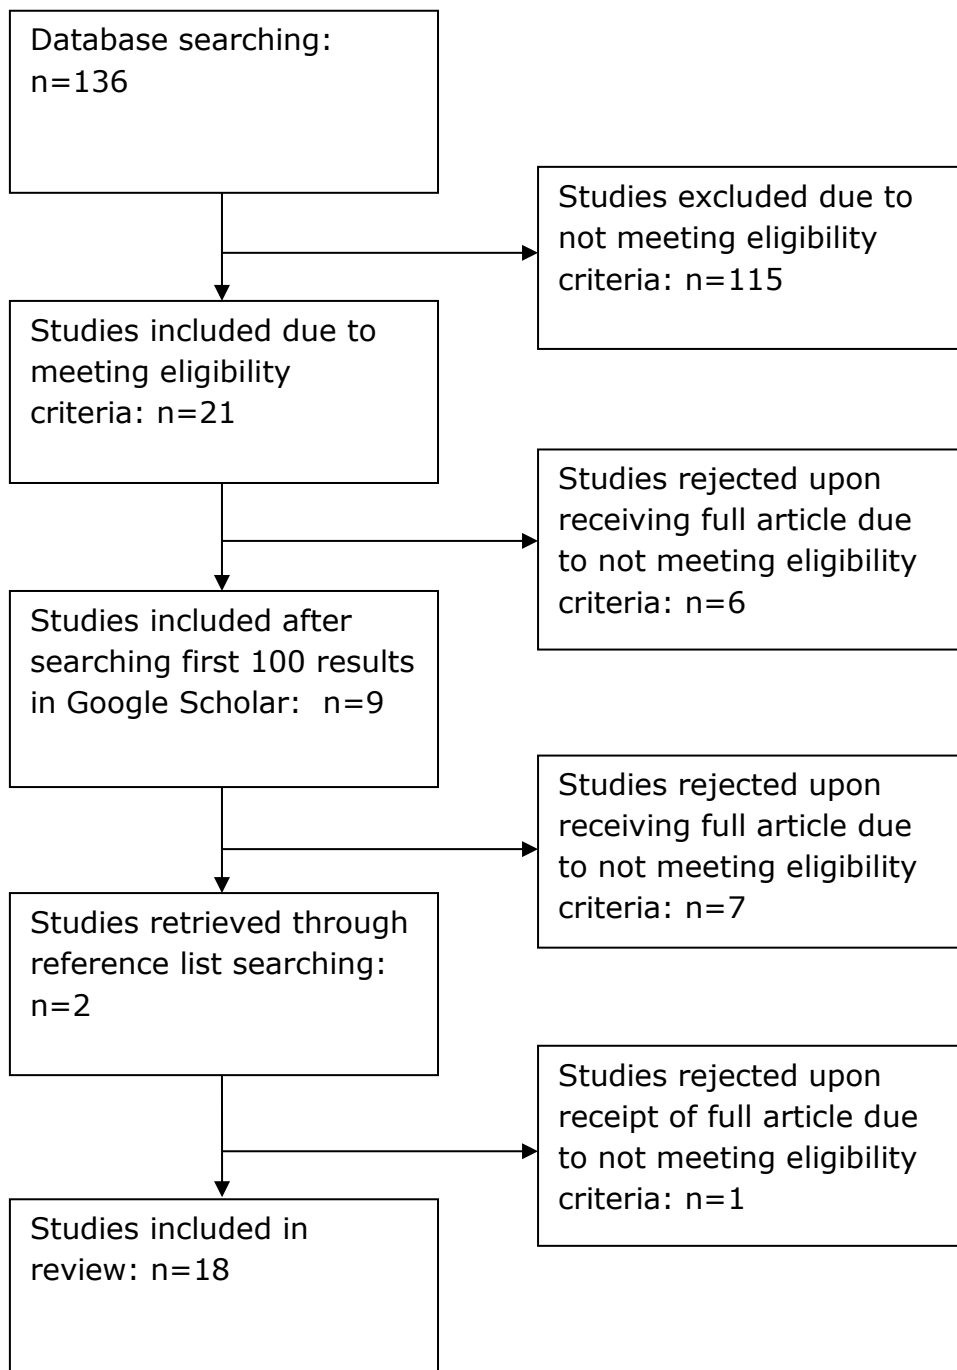 Database searching:
n=136
Studies excluded due to
not meeting eligibility
criteria: n=115
Studies included due to
meeting eligibility
criteria: n=21
Studies rejected upon
receiving full article due
to not meeting eligibility
criteria: n=6
Studies included after
searching first 100 results
in Google Scholar:  n=9
Studies rejected upon
receiving full article due
to not meeting eligibility
criteria: n=7
Studies retrieved through
reference list searching:
n=2
Studies rejected upon
receipt of full article due
to not meeting eligibility
criteria: n=1
Studies included in
review: n=18